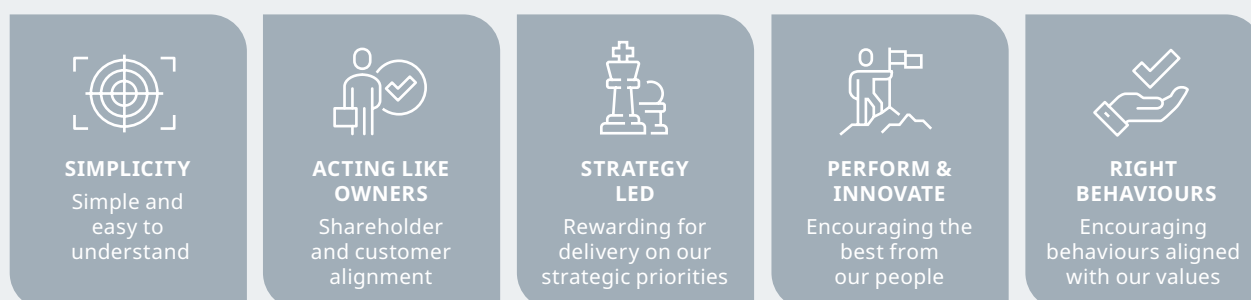 SIMPLICITY
Simple and
easy to
understand
ACTING LIKE
OWNERS
Shareholder
and customer
alignment
STRATEGY
LED
Rewarding for
delivery on our
strategic priorities
PERFORM &
INNOVATE
Encouraging the
best from
our people
RIGHT
BEHAVIOURS
Encouraging
behaviours aligned
with our values